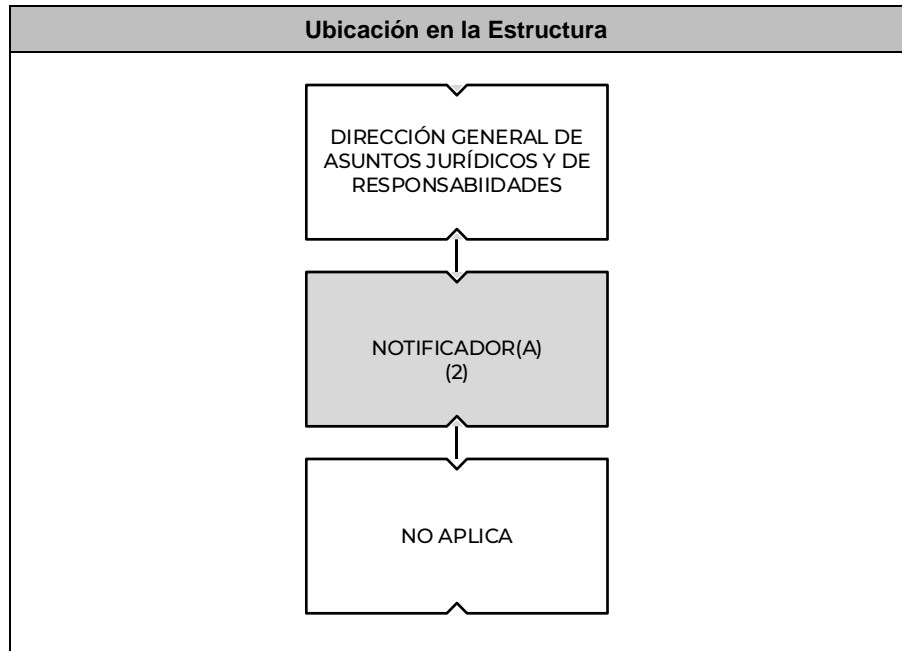 Ubicación en la Estructura
DIRECCIÓN GENERAL DE
ASUNTOS JURÍDICOS Y DE
RESPONSABIIDADES
NOTIFICADOR(A)
(2)
NO APLICA